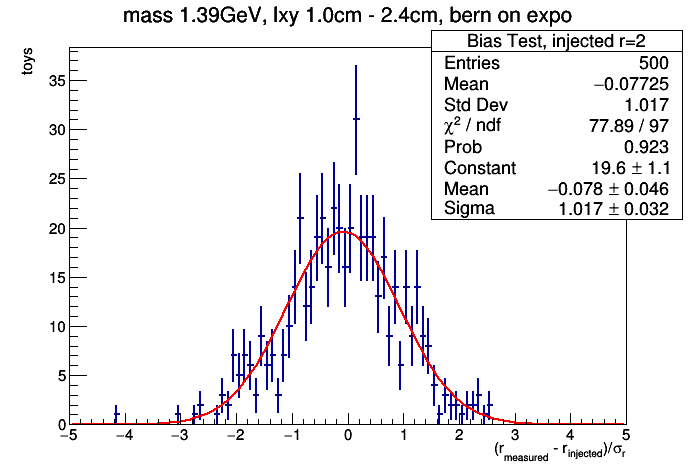 mass 1.39GeV, lxy 1.0cm - 2.4cm, bern on expo
Bias Test, injected r=2
Entries 500
Mean −0.07725
Std Dev 1.017
χ² / ndf 77.89 / 97
Prob 0.923
Constant 19.6 ± 1.1
Mean −0.078 ± 0.046
Sigma 1.017 ± 0.032
toys
35
30
25
20
15
10
5
0
−5 −4 −3 −2 −1 0 1 2 3 4 5
(r_measured - r_injected)/σ_r